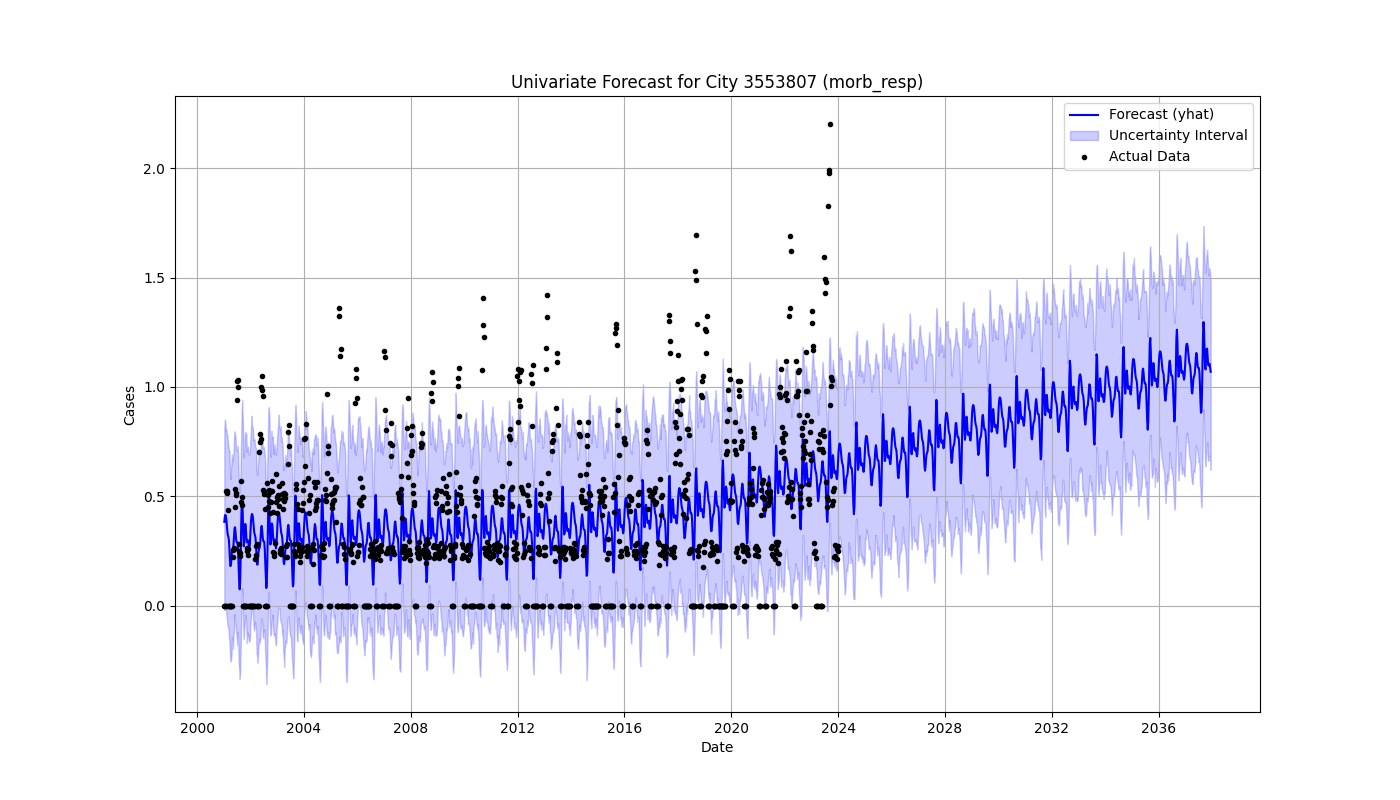 Univariate Forecast for City 3553807 (morb_resp)
Forecast (yhat)
Uncertainty Interval
Actual Data
Cases
2.0
1.5
1.0
0.5
0.0
2000 2004 2008 2012 2016 2020 2024 2028 2032 2036
Date